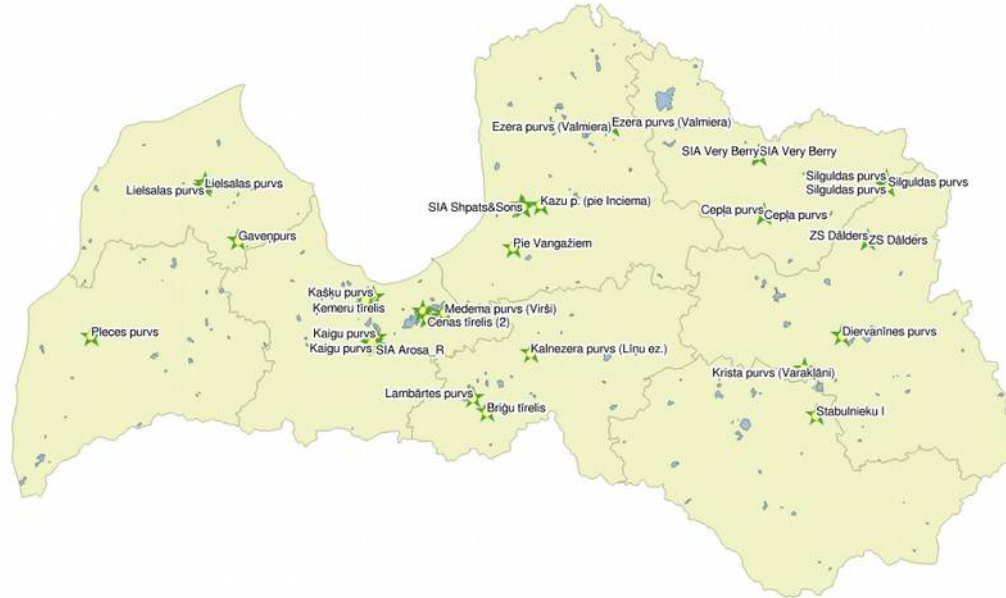 Ezera purvs (Valmiera)
Ezera purvs (Valmiera)
SIA Very Berry
SIA Very Berry
Silguldas purvs
Silguldas purvs
Silguldas purvs
Lielsalas purvs
Lielsalas purvs
SIA Shpats&Sons
Kazu p. (pie Inciema)
Cepļa purvs
Cepļa purvs
Gaveņpurs
Pie Vangažiem
ZS Dālders
ZS Dālders
Kašķu purvs
Ķemeru tīrelis
Medema purvs (Virši)
Cenas tīrelis (2)
Pleces purvs
Kaigu purvs
Kaigu purvs
SIA Arosa_R
Kalnezera purvs (Līņu ez.)
Diervanīnes purvs
Krista purvs (Varakļāni)
Lambārtes purvs
Briģu tīrelis
Stabulnieku I